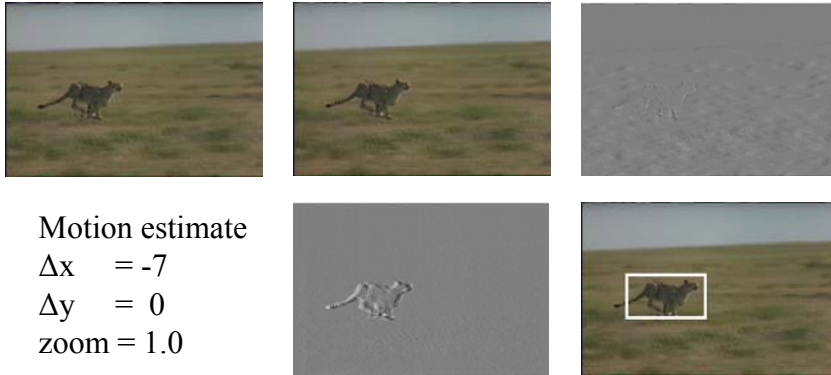 Motion estimate
Δx = -7
Δy = 0
zoom = 1.0